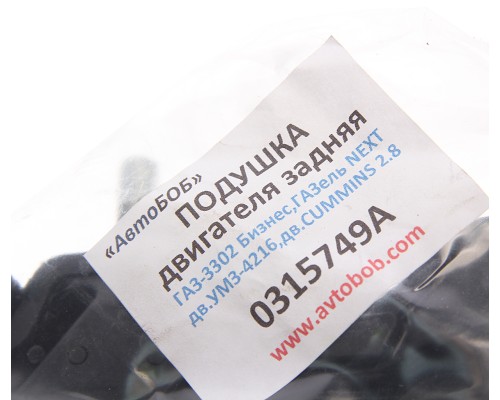 «АвтоБОБ»
ПОДУШКА
двигателя задняя
ГАЗ-3302 Бизнес,ГАЗель NEXT
дв.УМЗ-4216,дв.CUMMINS 2.8
0315749А
www.avtobob.com